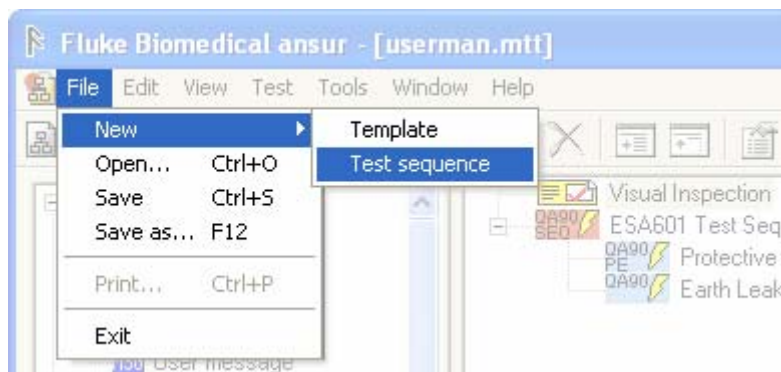 Fluke Biomedical ansur - [userman.mtt]
File Edit View Test Tools Window Help
New
Template
Open... Ctrl+O
Test sequence
Save Ctrl+S
Save as... F12
Print... Ctrl+P
Exit
Visual Inspection
QA90 SEQ ESA601 Test Seq
QA90 PE Protective
QA90 Earth Leak
User message